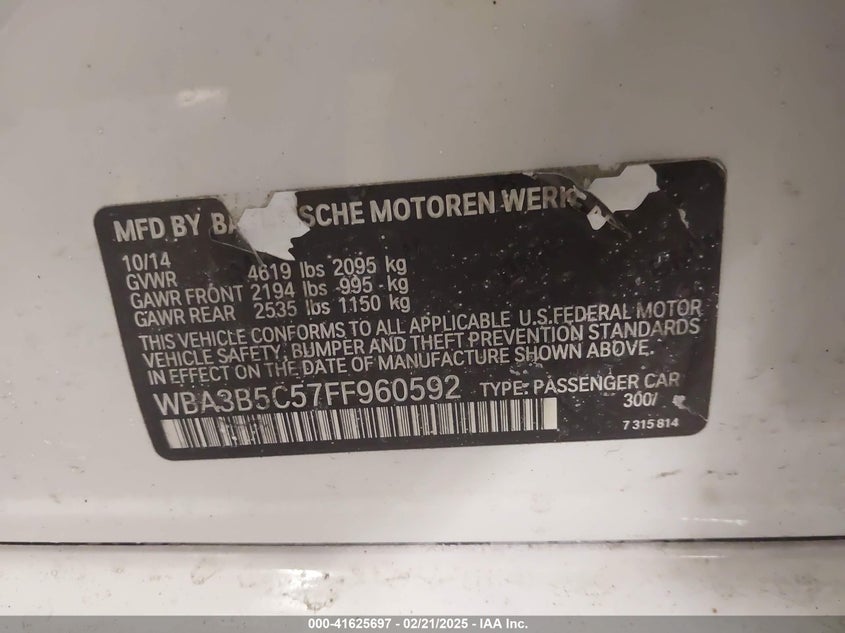 MFD BY BA SCHE MOTOREN WERK
10/14
GVWR 4619 lbs 2095 kg
GAWR FRONT 2194 lbs 995 kg
GAWR REAR 2535 lbs 1150 kg
THIS VEHICLE CONFORMS TO ALL APPLICABLE U.S.FEDERAL MOTOR
VEHICLE SAFETY, BUMPER AND THEFT PREVENTION STANDARDS
IN EFFECT ON THE DATE OF MANUFACTURE SHOWN ABOVE.
WBA3B5C57FF960592 TYPE: PASSENGER CAR
300/
7 315 814
000-41625697 - 02/21/2025 - IAA Inc.